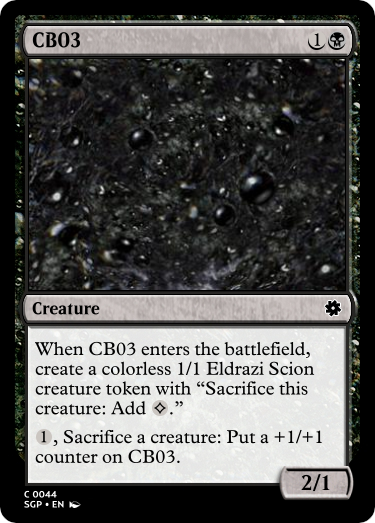 CB03 1
Creature
When CB03 enters the battlefield,
create a colorless 1/1 Eldrazi Scion
creature token with “Sacrifice this
creature: Add .”
1, Sacrifice a creature: Put a +1/+1
counter on CB03.
2/1
C 0044
SGP • EN